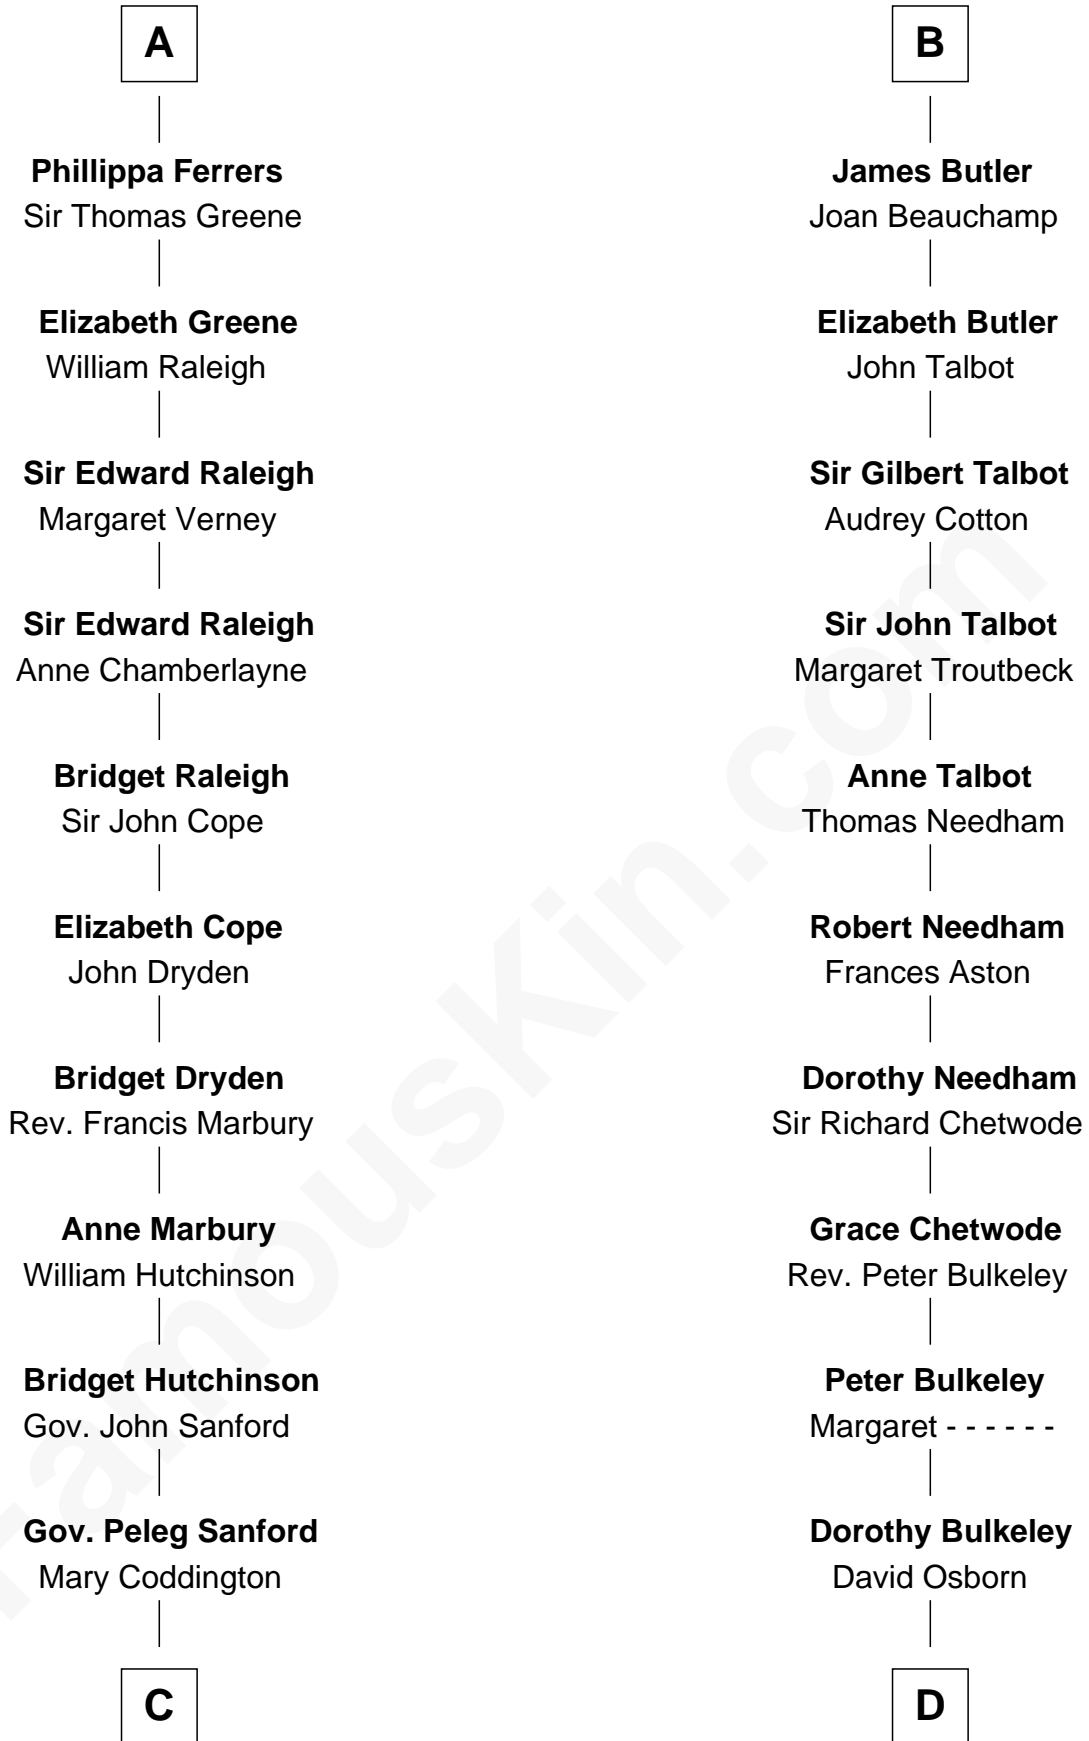 A
Phillippa Ferrers
Sir Thomas Greene
Elizabeth Greene
William Raleigh
Sir Edward Raleigh
Margaret Verney
Sir Edward Raleigh
Anne Chamberlayne
Bridget Raleigh
Sir John Cope
Elizabeth Cope
John Dryden
Bridget Dryden
Rev. Francis Marbury
Anne Marbury
William Hutchinson
Bridget Hutchinson
Gov. John Sanford
Gov. Peleg Sanford
Mary Coddington
C
B
James Butler
Joan Beauchamp
Elizabeth Butler
John Talbot
Sir Gilbert Talbot
Audrey Cotton
Sir John Talbot
Margaret Troutbeck
Anne Talbot
Thomas Needham
Robert Needham
Frances Aston
Dorothy Needham
Sir Richard Chetwode
Grace Chetwode
Rev. Peter Bulkeley
Peter Bulkeley
Margaret - - - - - -
Dorothy Bulkeley
David Osborn
D
FamousKin.com